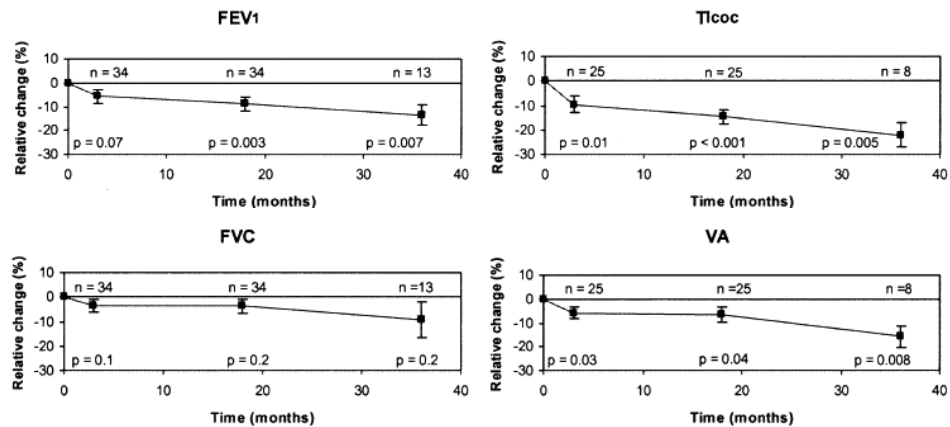 FEV1
Relative change (%)
10
0
-10
-20
-30
n = 34
n = 34
n = 13
p = 0.07
p = 0.003
p = 0.007
0
10
20
30
40
Time (months)
Tlcoc
Relative change (%)
10
0
-10
-20
-30
n = 25
n = 25
n = 8
p = 0.01
p < 0.001
p = 0.005
0
10
20
30
40
Time (months)
FVC
Relative change (%)
10
0
-10
-20
-30
n = 34
n = 34
n =13
p = 0.1
p = 0.2
p = 0.2
0
20
40
Time (months)
VA
Relative change (%)
10
0
-10
-20
-30
n = 25
n =25
n =8
p = 0.03
p = 0.04
p = 0.008
0
10
20
30
40
Time (months)